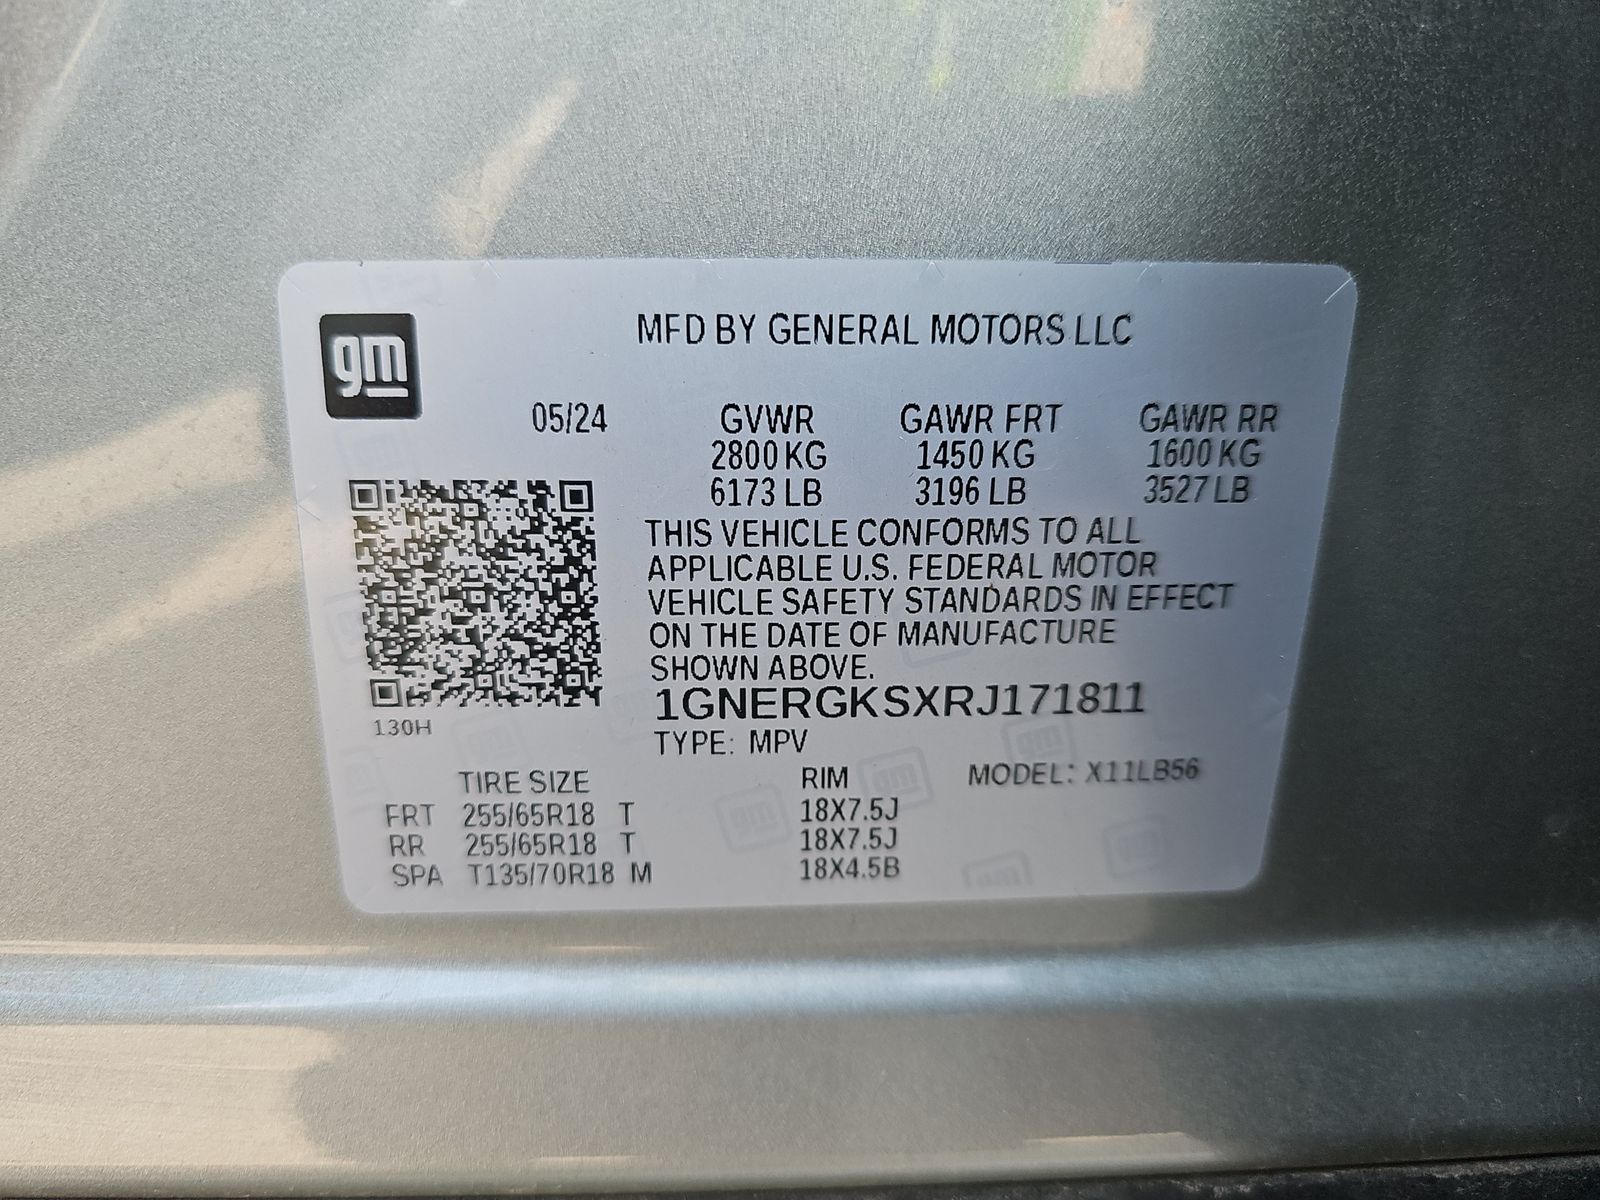 gm
MFD BY GENERAL MOTORS LLC
05/24 GVWR GAWR FRT GAWR RR
2800 KG 1450 KG 1600 KG
6173 LB 3196 LB 3527 LB
THIS VEHICLE CONFORMS TO ALL
APPLICABLE U.S. FEDERAL MOTOR
VEHICLE SAFETY STANDARDS IN EFFECT
ON THE DATE OF MANUFACTURE
SHOWN ABOVE.
1GNERGKSXRJ171811
130H
TYPE: MPV
TIRE SIZE RIM MODEL: X11LB56
FRT 255/65R18 T 18X7.5J
RR 255/65R18 T 18X7.5J
SPA T135/70R18 M 18X4.5B